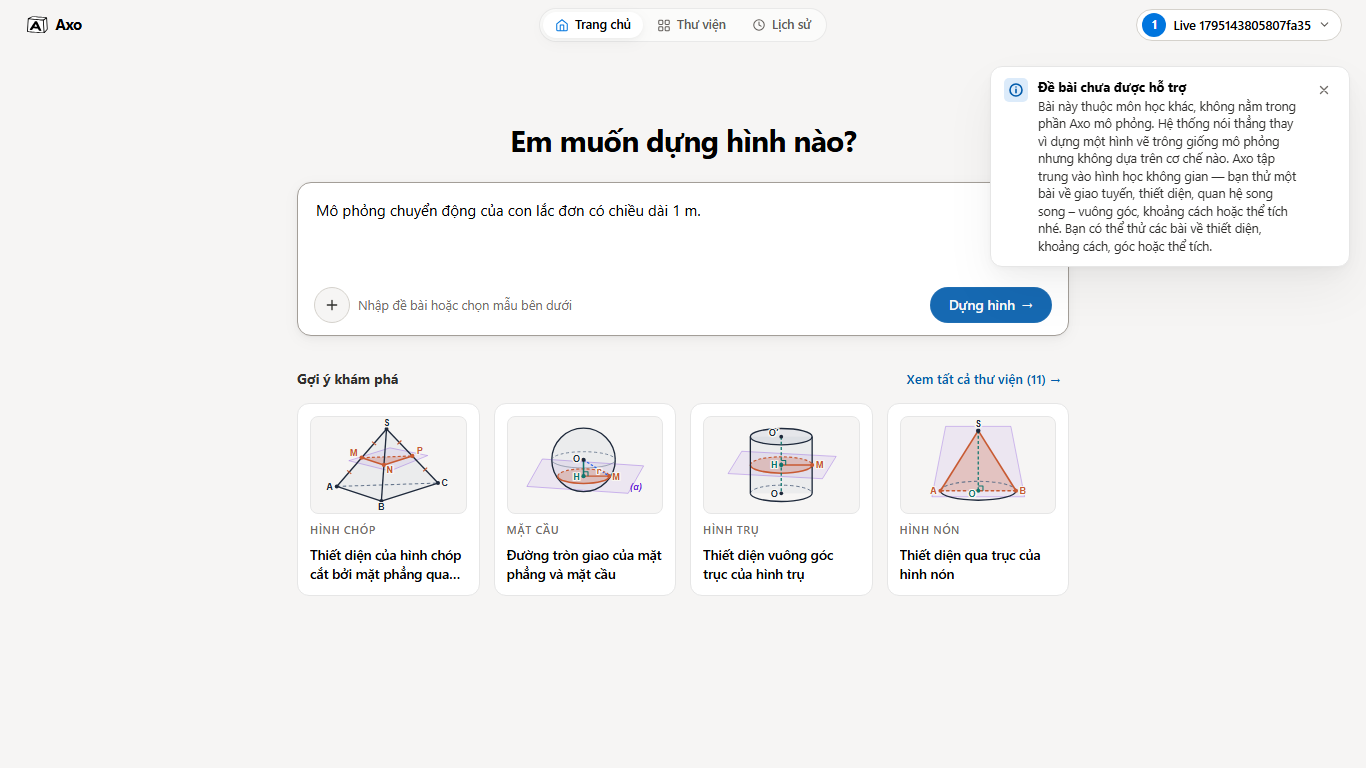 Axo
Trang chủ
Thư viện
Lịch sử
1
Live 1795143805807fa35
Đề bài chưa được hỗ trợ
Bài này thuộc môn học khác, không nằm trong
phần Axo mô phỏng. Hệ thống nói thẳng thay
vì dựng một hình vẽ trông giống mô phỏng
nhưng không dựa trên cơ chế nào. Axo tập
trung vào hình học không gian — bạn thử một
bài về giao tuyến, thiết diện, quan hệ song
song – vuông góc, khoảng cách hoặc thể tích
nhé. Bạn có thể thử các bài về thiết diện,
khoảng cách, góc hoặc thể tích.
Em muốn dựng hình nào?
Mô phỏng chuyển động của con lắc đơn có chiều dài 1 m.
Nhập đề bài hoặc chọn mẫu bên dưới
Dựng hình →
Gợi ý khám phá
Xem tất cả thư viện (11) →
S
M
P
N
A
C
B
HÌNH CHÓP
Thiết diện của hình chóp
cắt bởi mặt phẳng qua...
O
r
H
M
(α)
MẶT CẦU
Đường tròn giao của mặt
phẳng và mặt cầu
O'
H
M
O
HÌNH TRỤ
Thiết diện vuông góc
trục của hình trụ
S
A
O
B
HÌNH NÓN
Thiết diện qua trục của
hình nón